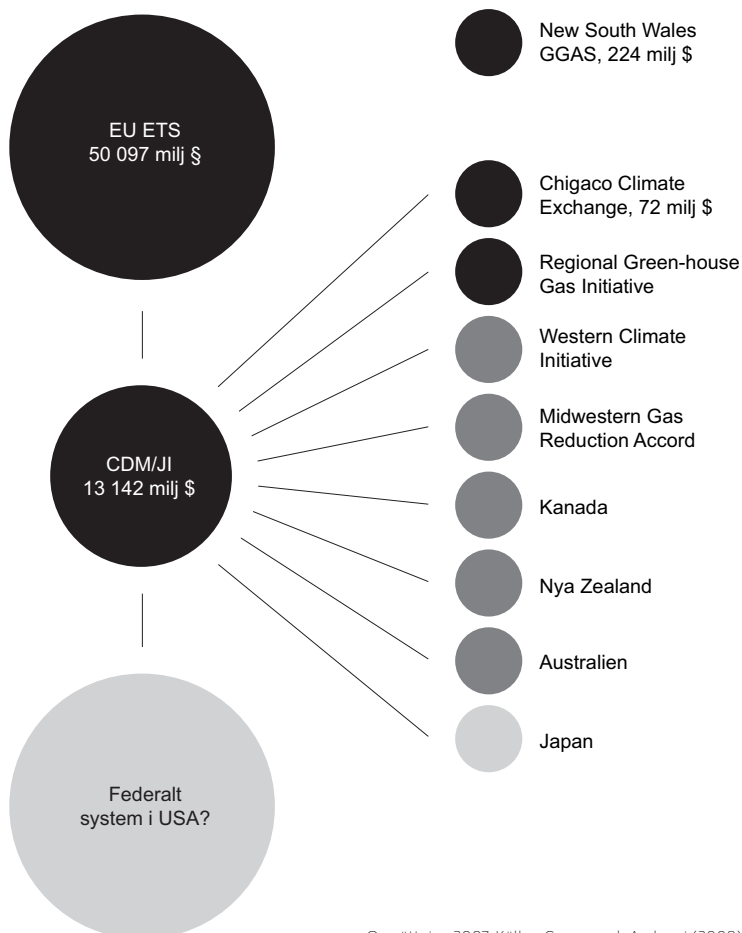 New South Wales
GGAS, 224 milj $
EU ETS
50 097 milj §
Chigaco Climate
Exchange, 72 milj $
Regional Green-house
Gas Initiative
Western Climate
Initiative
Midwestern Gas
Reduction Accord
CDM/JI
13 142 milj $
Kanada
Nya Zealand
Australien
Japan
Federalt
system i USA?